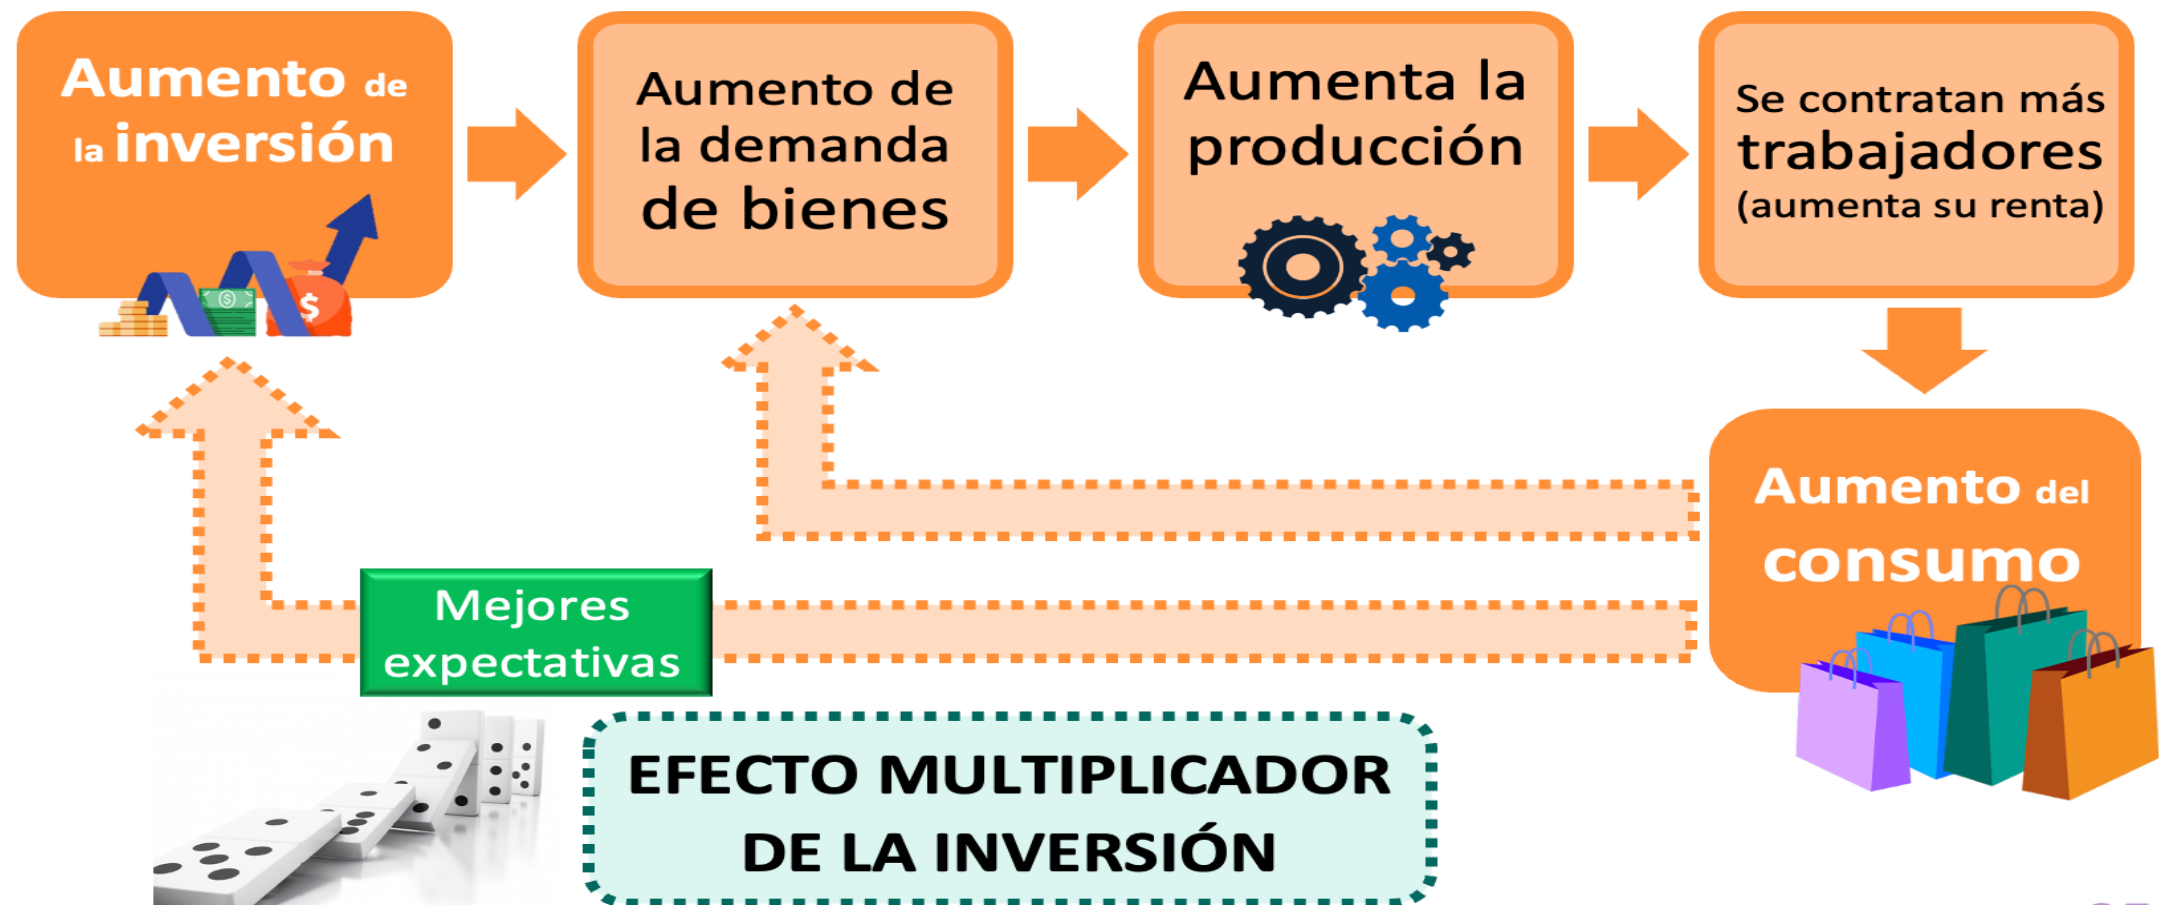 Aumento de
la inversión
Aumento de
la demanda
de bienes
Aumenta la
producción
Se contratan más
trabajadores
(aumenta su renta)
$
$
Aumento del
consumo
Mejores
expectativas
EFECTO MULTIPLICADOR
DE LA INVERSIÓN